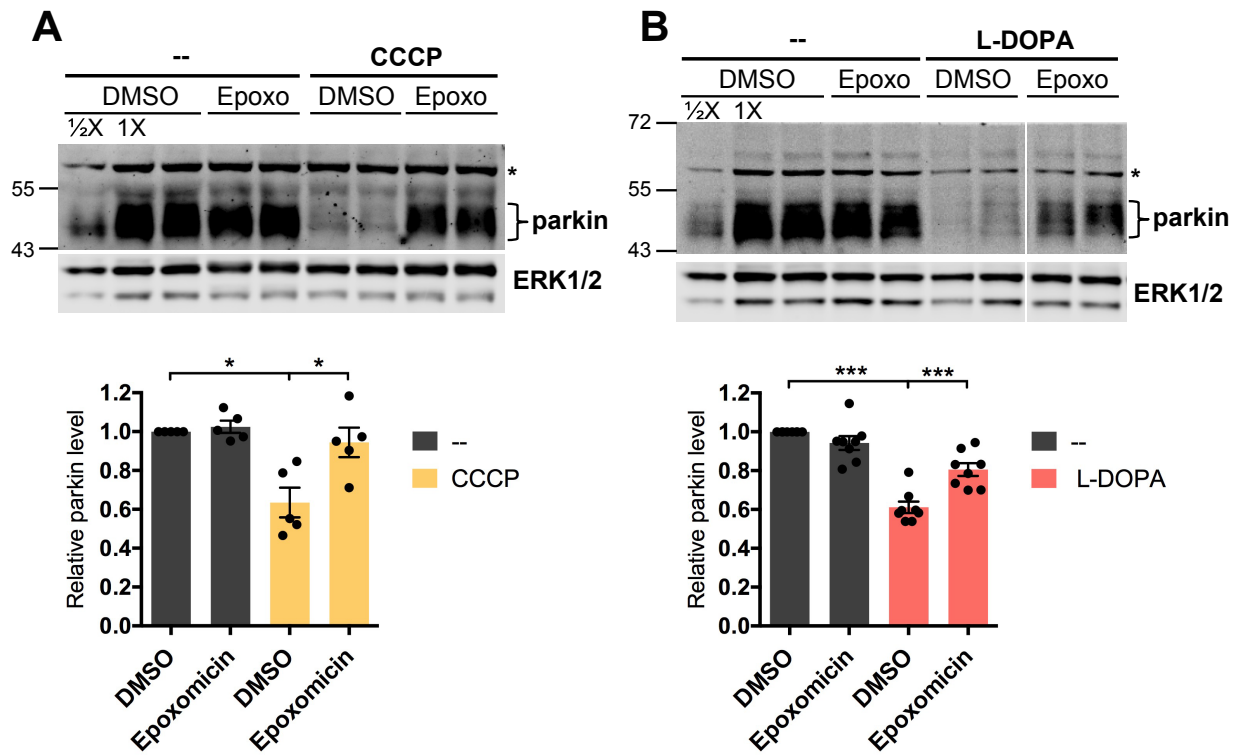 A
--
CCCP
DMSO Epoxo DMSO Epoxo
½X 1X
*
55
parkin
43
ERK1/2
* *
Relative parkin level
1.2
1.0
0.8
0.6
0.4
0.2
0.0
DMSO
Epoxomicin
DMSO
Epoxomicin
--
CCCP
B
--
L-DOPA
DMSO Epoxo DMSO Epoxo
½X 1X
72
*
55
parkin
43
ERK1/2
*** ***
Relative parkin level
1.2
1.0
0.8
0.6
0.4
0.2
0.0
DMSO
Epoxomicin
DMSO
Epoxomicin
--
L-DOPA